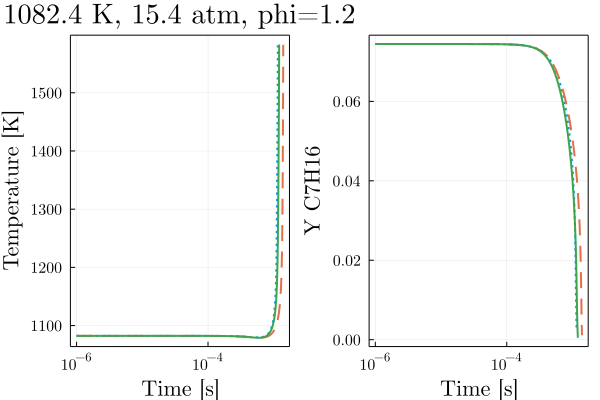 1082.4 K, 15.4 atm, phi=1.2
Temperature [K]
1500
1400
1300
1200
1100
10⁻⁶
10⁻⁴
Time [s]
Y C7H16
0.06
0.04
0.02
0.00
10⁻⁶
10⁻⁴
Time [s]